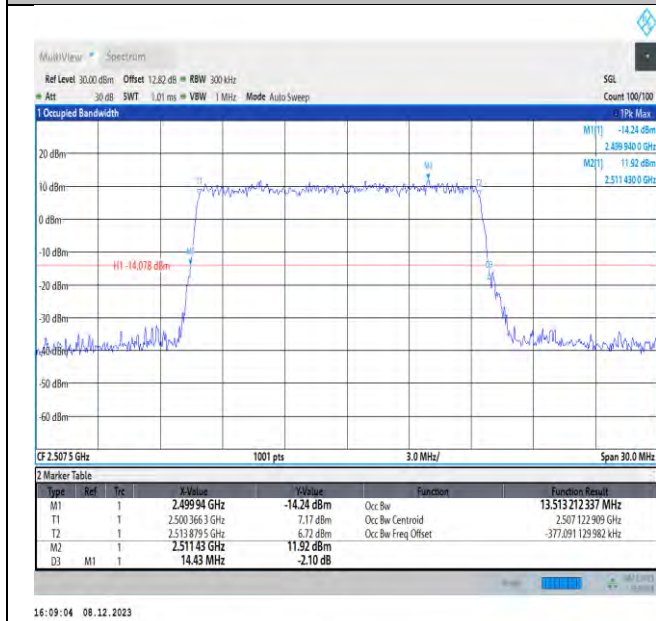 MultiView Spectrum
Ref Level 30.00 dBm Offset 12.82 dB RBW 300 kHz SGL
Att 30 dB SWT 1.01 ms VBW 1 MHz Mode Auto Sweep Count 100/100
1 Occupied Bandwidth 1Pk Max
M1[1] -14.24 dBm
2.499 940 0 GHz
M2[1] 11.92 dBm
2.511 430 0 GHz
20 dBm
T1 M2 T2
10 dBm
0 dBm
-10 dBm
M1 D3
H1 -14.078 dBm
-20 dBm
-30 dBm
-40 dBm
-50 dBm
-60 dBm
CF 2.507 5 GHz 1001 pts 3.0 MHz/ Span 30.0 MHz
2 Marker Table
Type Ref Trc X-Value Y-Value Function Function Result
M1 1 2.499 94 GHz -14.24 dBm Occ Bw 13.513 212 337 MHz
T1 1 2.500 366 3 GHz 7.17 dBm Occ Bw Centroid 2.507 122 909 GHz
T2 1 2.513 879 5 GHz 6.72 dBm Occ Bw Freq Offset -377.091 129 982 kHz
M2 1 2.511 43 GHz 11.92 dBm
D3 M1 1 14.43 MHz -2.10 dB
16:09:04 08.12.2023